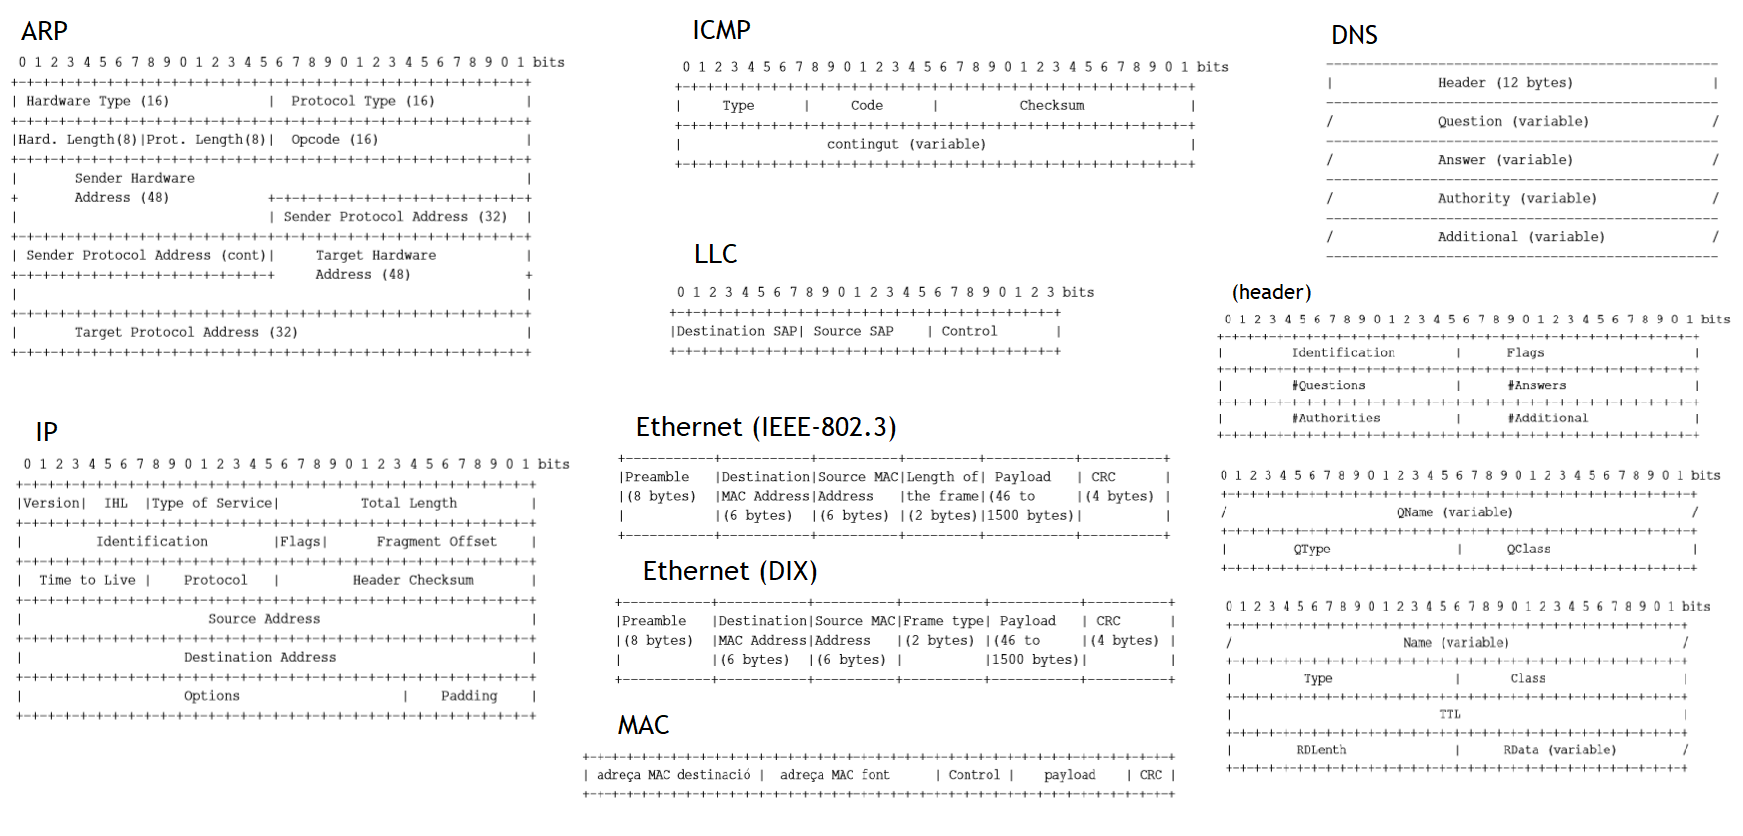 ARP
0 1 2 3 4 5 6 7 8 9 0 1 2 3 4 5 6 7 8 9 0 1 2 3 4 5 6 7 8 9 0 1 bits
+-+-+-+-+-+-+-+-+-+-+-+-+-+-+-+-+-+-+-+-+-+-+-+-+-+-+-+-+-+-+-+-+
| Hardware Type (16) | Protocol Type (16) |
+-+-+-+-+-+-+-+-+-+-+-+-+-+-+-+-+-+-+-+-+-+-+-+-+-+-+-+-+-+-+-+-+
|Hard. Length(8)|Prot. Length(8)| Opcode (16) |
+-+-+-+-+-+-+-+-+-+-+-+-+-+-+-+-+-+-+-+-+-+-+-+-+-+-+-+-+-+-+-+-+
| Sender Hardware |
+ Address (48) +-+-+-+-+-+-+-+-+-+-+-+-+-+-+-+-+
| | Sender Protocol Address (32) |
+-+-+-+-+-+-+-+-+-+-+-+-+-+-+-+-+-+-+-+-+-+-+-+-+-+-+-+-+-+-+-+-+
| Sender Protocol Address (cont)| Target Hardware |
+-+-+-+-+-+-+-+-+-+-+-+-+-+-+-+-+ Address (48) +
| |
+-+-+-+-+-+-+-+-+-+-+-+-+-+-+-+-+-+-+-+-+-+-+-+-+-+-+-+-+-+-+-+-+
| Target Protocol Address (32) |
+-+-+-+-+-+-+-+-+-+-+-+-+-+-+-+-+-+-+-+-+-+-+-+-+-+-+-+-+-+-+-+-+
IP
0 1 2 3 4 5 6 7 8 9 0 1 2 3 4 5 6 7 8 9 0 1 2 3 4 5 6 7 8 9 0 1 bits
+-+-+-+-+-+-+-+-+-+-+-+-+-+-+-+-+-+-+-+-+-+-+-+-+-+-+-+-+-+-+-+-+
|Version| IHL |Type of Service| Total Length |
+-+-+-+-+-+-+-+-+-+-+-+-+-+-+-+-+-+-+-+-+-+-+-+-+-+-+-+-+-+-+-+-+
| Identification |Flags| Fragment Offset |
+-+-+-+-+-+-+-+-+-+-+-+-+-+-+-+-+-+-+-+-+-+-+-+-+-+-+-+-+-+-+-+-+
| Time to Live | Protocol | Header Checksum |
+-+-+-+-+-+-+-+-+-+-+-+-+-+-+-+-+-+-+-+-+-+-+-+-+-+-+-+-+-+-+-+-+
| Source Address |
+-+-+-+-+-+-+-+-+-+-+-+-+-+-+-+-+-+-+-+-+-+-+-+-+-+-+-+-+-+-+-+-+
| Destination Address |
+-+-+-+-+-+-+-+-+-+-+-+-+-+-+-+-+-+-+-+-+-+-+-+-+-+-+-+-+-+-+-+-+
| Options | Padding |
+-+-+-+-+-+-+-+-+-+-+-+-+-+-+-+-+-+-+-+-+-+-+-+-+-+-+-+-+-+-+-+-+
ICMP
0 1 2 3 4 5 6 7 8 9 0 1 2 3 4 5 6 7 8 9 0 1 2 3 4 5 6 7 8 9 0 1 bits
+-+-+-+-+-+-+-+-+-+-+-+-+-+-+-+-+-+-+-+-+-+-+-+-+-+-+-+-+-+-+-+-+
| Type | Code | Checksum |
+-+-+-+-+-+-+-+-+-+-+-+-+-+-+-+-+-+-+-+-+-+-+-+-+-+-+-+-+-+-+-+-+
| contingut (variable) |
+-+-+-+-+-+-+-+-+-+-+-+-+-+-+-+-+-+-+-+-+-+-+-+-+-+-+-+-+-+-+-+-+
LLC
0 1 2 3 4 5 6 7 8 9 0 1 2 3 4 5 6 7 8 9 0 1 2 3 bits
+-+-+-+-+-+-+-+-+-+-+-+-+-+-+-+-+-+-+-+-+-+-+-+-+
|Destination SAP| Source SAP | Control |
+-+-+-+-+-+-+-+-+-+-+-+-+-+-+-+-+-+-+-+-+-+-+-+-+
Ethernet (IEEE-802.3)
+-----------+-----------+----------+----------+-----------+----------+
|Preamble |Destination|Source MAC|Length of| Payload | CRC |
|(8 bytes) |MAC Address|Address |the frame|(46 to |(4 bytes) |
| |(6 bytes) |(6 bytes) |(2 bytes)|1500 bytes)| |
+-----------+-----------+----------+----------+-----------+----------+
Ethernet (DIX)
+-----------+-----------+----------+----------+-----------+----------+
|Preamble |Destination|Source MAC|Frame type| Payload | CRC |
|(8 bytes) |MAC Address|Address |(2 bytes) |(46 to |(4 bytes) |
| |(6 bytes) |(6 bytes) | |1500 bytes)| |
+-----------+-----------+----------+----------+-----------+----------+
MAC
+-+-+-+-+-+-+-+-+-+-+-+-+-+-+-+-+-+-+-+-+-+-+-+-+-+-+-+-+-+-+-+-+-+-+-+-+
| adreça MAC destinació | adreça MAC font | Control | payload | CRC |
+-+-+-+-+-+-+-+-+-+-+-+-+-+-+-+-+-+-+-+-+-+-+-+-+-+-+-+-+-+-+-+-+-+-+-+-+
DNS
-------------------------------------------------
| Header (12 bytes) |
-------------------------------------------------
/ Question (variable) /
-------------------------------------------------
/ Answer (variable) /
-------------------------------------------------
/ Authority (variable) /
-------------------------------------------------
/ Additional (variable) /
-------------------------------------------------
(header)
0 1 2 3 4 5 6 7 8 9 0 1 2 3 4 5 6 7 8 9 0 1 2 3 4 5 6 7 8 9 0 1 bits
+-+-+-+-+-+-+-+-+-+-+-+-+-+-+-+-+-+-+-+-+-+-+-+-+-+-+-+-+-+-+-+-+
| Identification | Flags |
+-+-+-+-+-+-+-+-+-+-+-+-+-+-+-+-+-+-+-+-+-+-+-+-+-+-+-+-+-+-+-+-+
| #Questions | #Answers |
+-+-+-+-+-+-+-+-+-+-+-+-+-+-+-+-+-+-+-+-+-+-+-+-+-+-+-+-+-+-+-+-+
| #Authorities | #Additional |
+-+-+-+-+-+-+-+-+-+-+-+-+-+-+-+-+-+-+-+-+-+-+-+-+-+-+-+-+-+-+-+-+
0 1 2 3 4 5 6 7 8 9 0 1 2 3 4 5 6 7 8 9 0 1 2 3 4 5 6 7 8 9 0 1 bits
+-+-+-+-+-+-+-+-+-+-+-+-+-+-+-+-+-+-+-+-+-+-+-+-+-+-+-+-+-+-+-+-+
/ QName (variable) /
+-+-+-+-+-+-+-+-+-+-+-+-+-+-+-+-+-+-+-+-+-+-+-+-+-+-+-+-+-+-+-+-+
| QType | QClass |
+-+-+-+-+-+-+-+-+-+-+-+-+-+-+-+-+-+-+-+-+-+-+-+-+-+-+-+-+-+-+-+-+
0 1 2 3 4 5 6 7 8 9 0 1 2 3 4 5 6 7 8 9 0 1 2 3 4 5 6 7 8 9 0 1 bits
+-+-+-+-+-+-+-+-+-+-+-+-+-+-+-+-+-+-+-+-+-+-+-+-+-+-+-+-+-+-+-+-+
/ Name (variable) /
+-+-+-+-+-+-+-+-+-+-+-+-+-+-+-+-+-+-+-+-+-+-+-+-+-+-+-+-+-+-+-+-+
| Type | Class |
+-+-+-+-+-+-+-+-+-+-+-+-+-+-+-+-+-+-+-+-+-+-+-+-+-+-+-+-+-+-+-+-+
| TTL |
+-+-+-+-+-+-+-+-+-+-+-+-+-+-+-+-+-+-+-+-+-+-+-+-+-+-+-+-+-+-+-+-+
| RDLenth | RData (variable) /
+-+-+-+-+-+-+-+-+-+-+-+-+-+-+-+-+-+-+-+-+-+-+-+-+-+-+-+-+-+-+-+-+